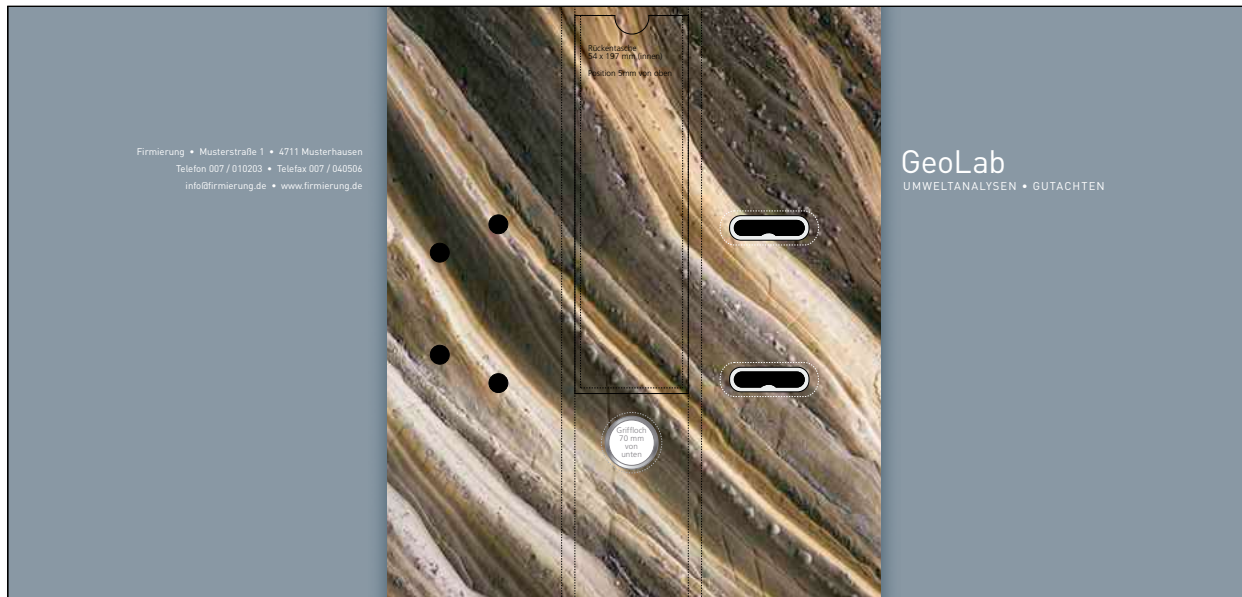 Rückentasche
54 x 197 mm (innen)
Position 5mm von oben
Firmierung • Musterstraße 1 • 4711 Musterhausen
Telefon 007 / 010203 • Telefax 007 / 040506
info@firmierung.de • www.firmierung.de
GeoLab
UMWELTANALYSEN • GUTACHTEN
Griffloch
70 mm
von
unten